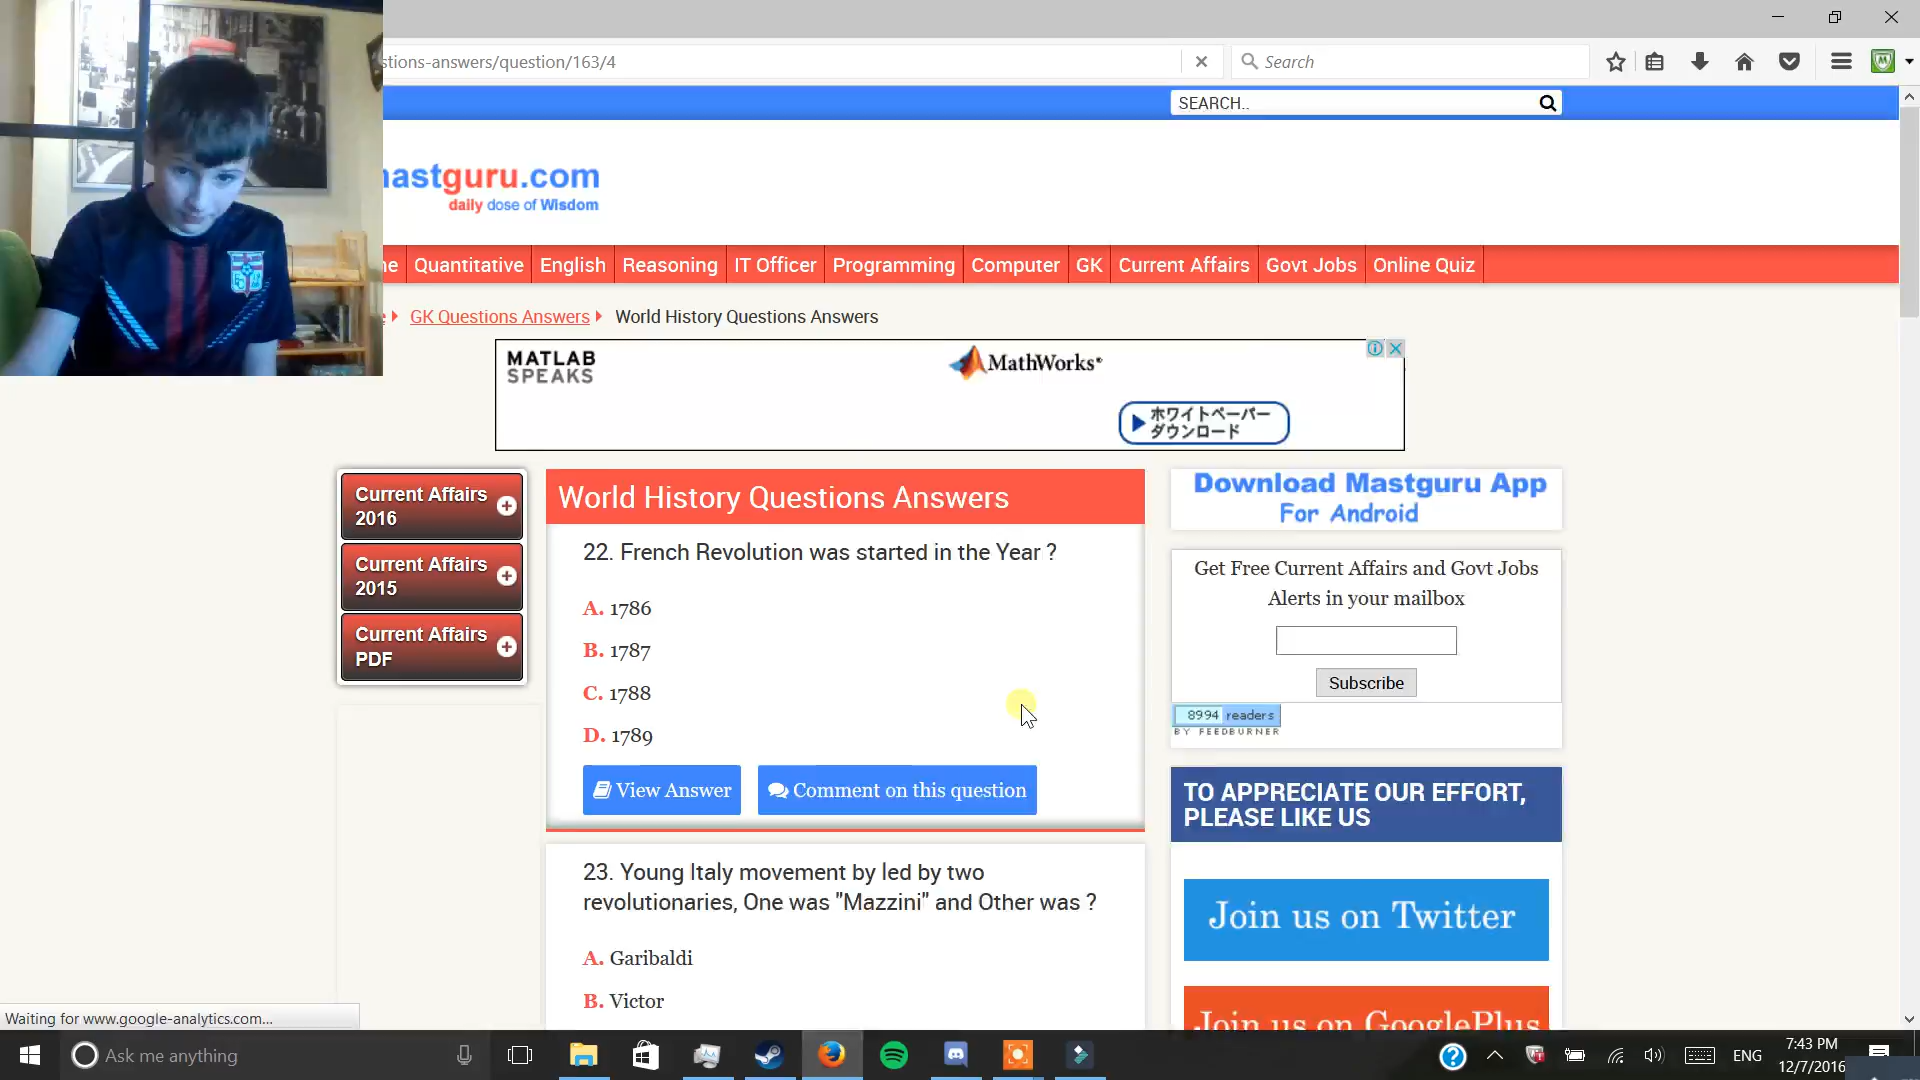 stions-answers/question/163/4
Search
SEARCH..
mastguru.com
daily dose of Wisdom
Quantitative
English
Reasoning
IT Officer
Programming
Computer
GK
Current Affairs
Govt Jobs
Online Quiz
GK Questions Answers
World History Questions Answers
MATLAB
SPEAKS
MathWorks®
ホワイトペーパー
ダウンロード
Current Affairs
2016
Current Affairs
2015
Current Affairs
PDF
World History Questions Answers
22. French Revolution was started in the Year ?
A. 1786
B. 1787
C. 1788
D. 1789
View Answer
Comment on this question
23. Young Italy movement by led by two
revolutionaries, One was "Mazzini" and Other was ?
A. Garibaldi
B. Victor
Download Mastguru App
For Android
Get Free Current Affairs and Govt Jobs
Alerts in your mailbox
Subscribe
8994 readers
BY FEEDBURNER
TO APPRECIATE OUR EFFORT,
PLEASE LIKE US
Join us on Twitter
Join us on GooglePlus
Waiting for www.google-analytics.com...
Ask me anything
ENG
7:43 PM
12/7/2016